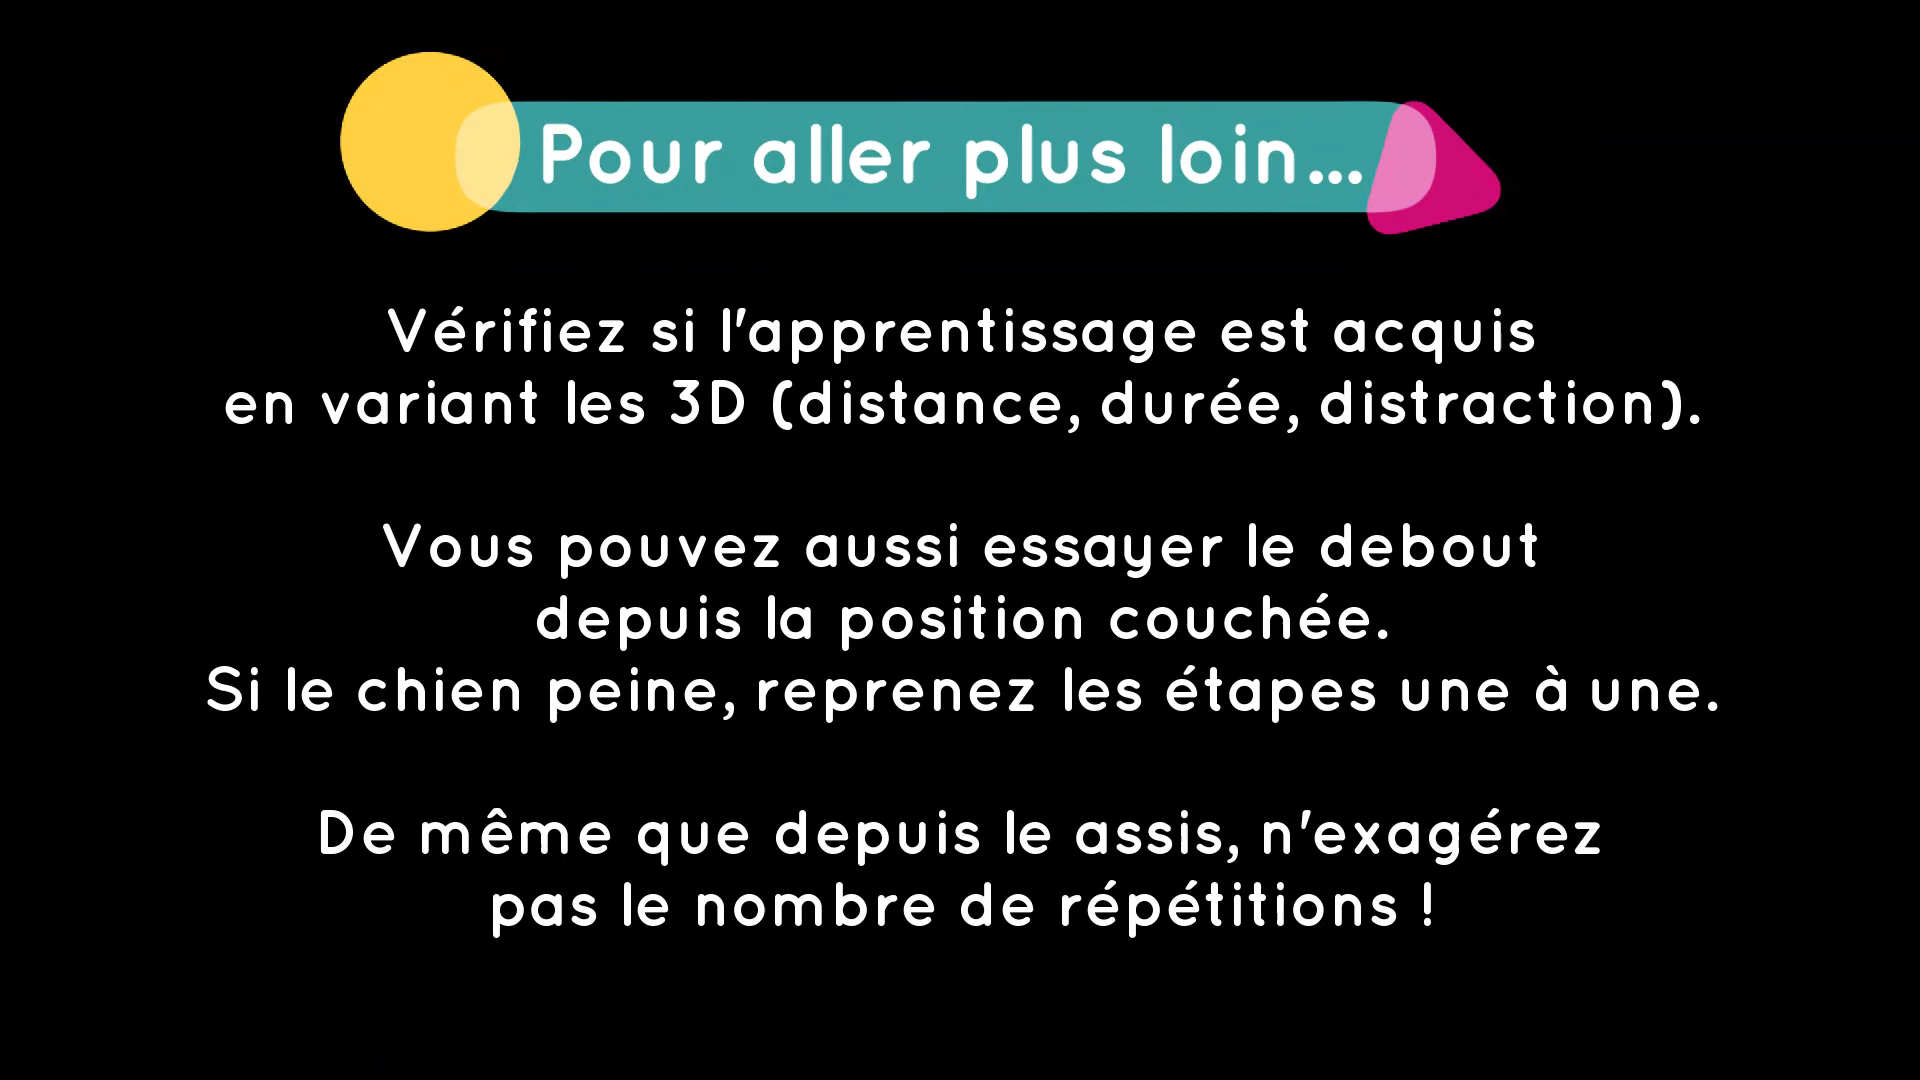 Pour aller plus loin...
Vérifiez si l'apprentissage est acquis
en variant les 3D (distance, durée, distraction).
Vous pouvez aussi essayer le debout
depuis la position couchée.
Si le chien peine, reprenez les étapes une à une.
De même que depuis le assis, n'exagérez
pas le nombre de répétitions !